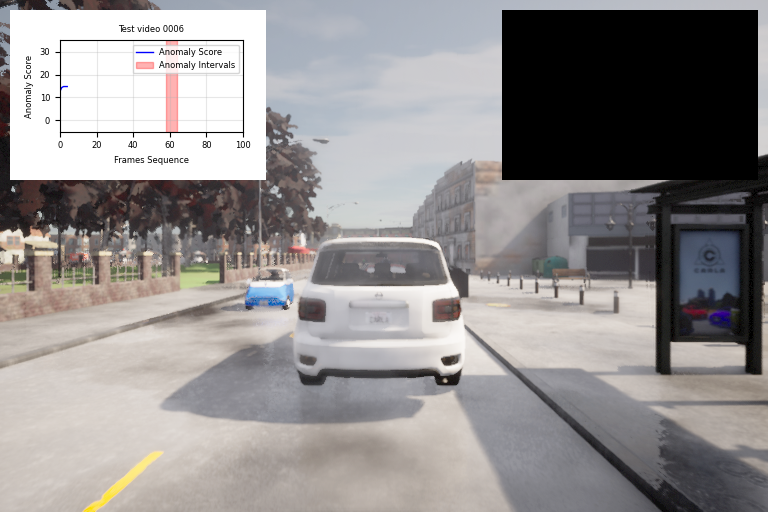 Test video 0006
Anomaly Score
Anomaly Intervals
30
20
10
0
Anomaly Score
0 20 40 60 80 100
Frames Sequence
CARLA
CARLA